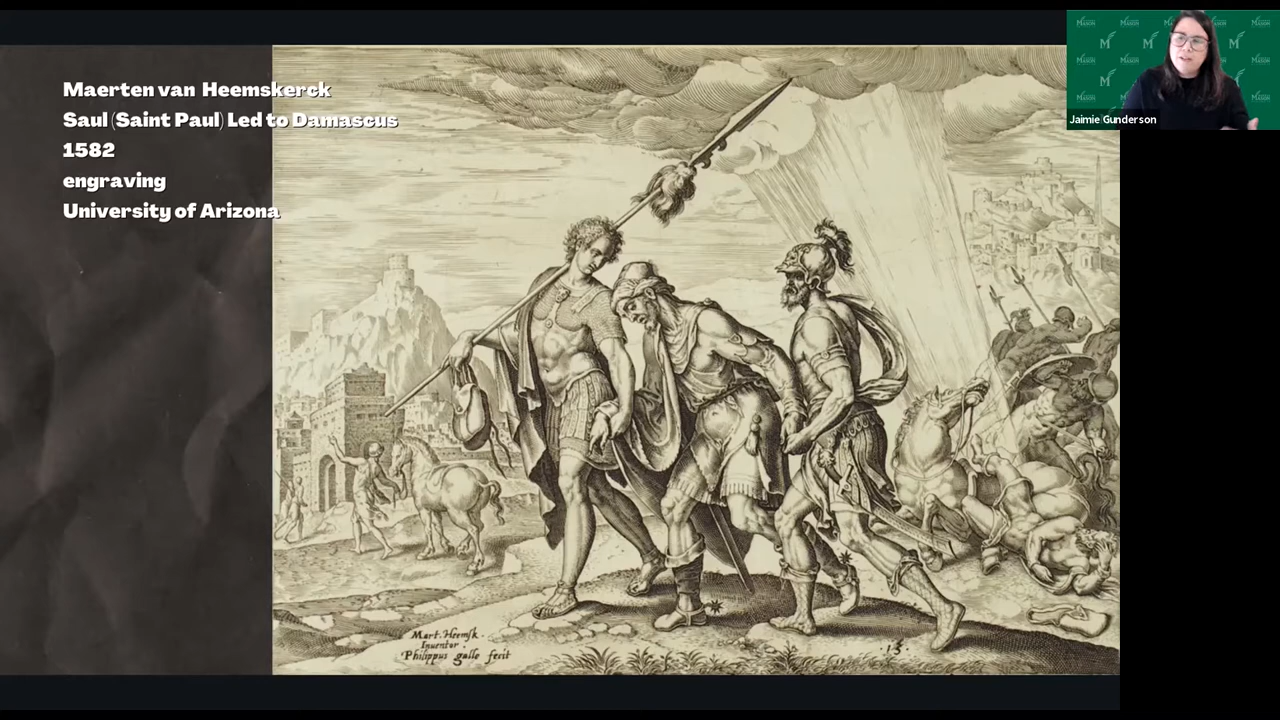 Maerten van Heemskerck
Saul (Saint Paul) Led to Damascus
1582
engraving
University of Arizona
Jaimie Gunderson
Mart. Heemsk.
Inventor.
Philippus galle fecit
.15.